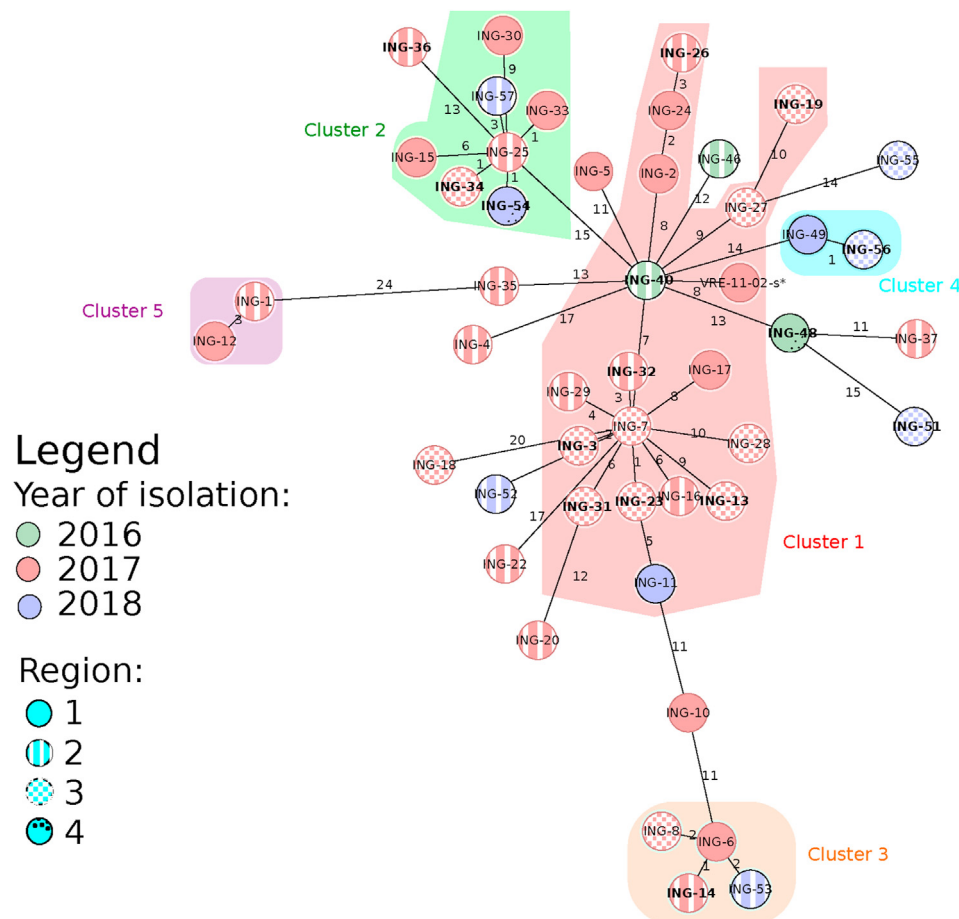 ING-36
ING-30
9
ING-57
13
3
ING-33
1
Cluster 2
6
ING-15
ING-25
1
ING-34
1
ING-54
15
ING-26
3
ING-24
2
ING-2
ING-5
11
8
ING-46
12
ING-19
10
ING-55
14
ING-27
9
ING-49
14
1
ING-56
Cluster 4
ING-40
VRE-11-02-s*
8
13
24
13
ING-35
ING-1
3
Cluster 5
ING-12
17
ING-4
ING-48
11
ING-37
15
ING-51
7
ING-32
ING-17
ING-29
3
8
4
ING-7
ING-3
2
10
ING-28
20
ING-18
6
1
6
9
ING-52
ING-31
ING-23
ING-16
ING-13
17
ING-22
5
Cluster 1
12
ING-11
ING-20
11
ING-10
11
ING-8
2
ING-6
1
2
ING-14
ING-53
Cluster 3
Legend
Year of isolation:
2016
2017
2018
Region:
1
2
3
4